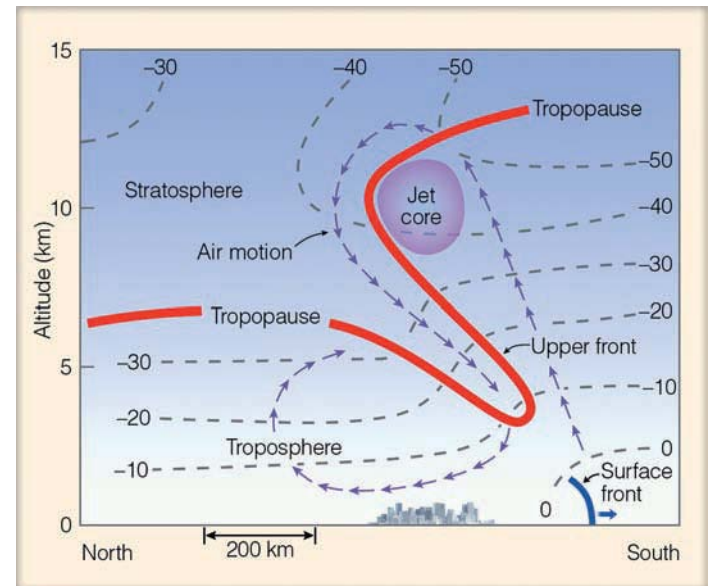 15
–30
–40
–50
Tropopause
–50
Stratosphere
10
Jet
core
–40
Air motion
Altitude (km)
–30
Tropopause
–20
Upper front
5
–30
–10
–20
Troposphere
0
–10
Surface
front
0
0
North
200 km
South